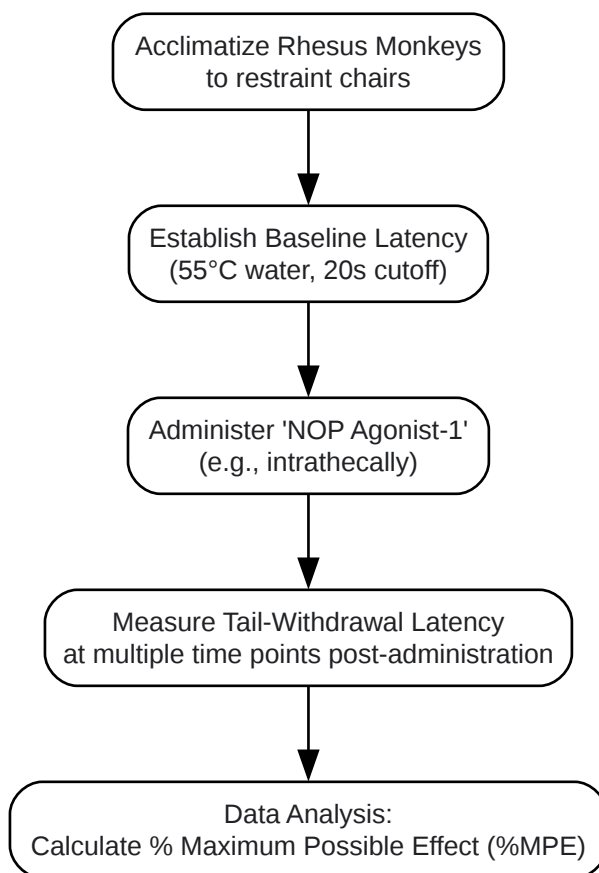 Acclimatize Rhesus Monkeys
to restraint chairs
Establish Baseline Latency
(55°C water, 20s cutoff)
Administer 'NOP Agonist-1'
(e.g., intrathecally)
Measure Tail-Withdrawal Latency
at multiple time points post-administration
Data Analysis:
Calculate % Maximum Possible Effect (%MPE)